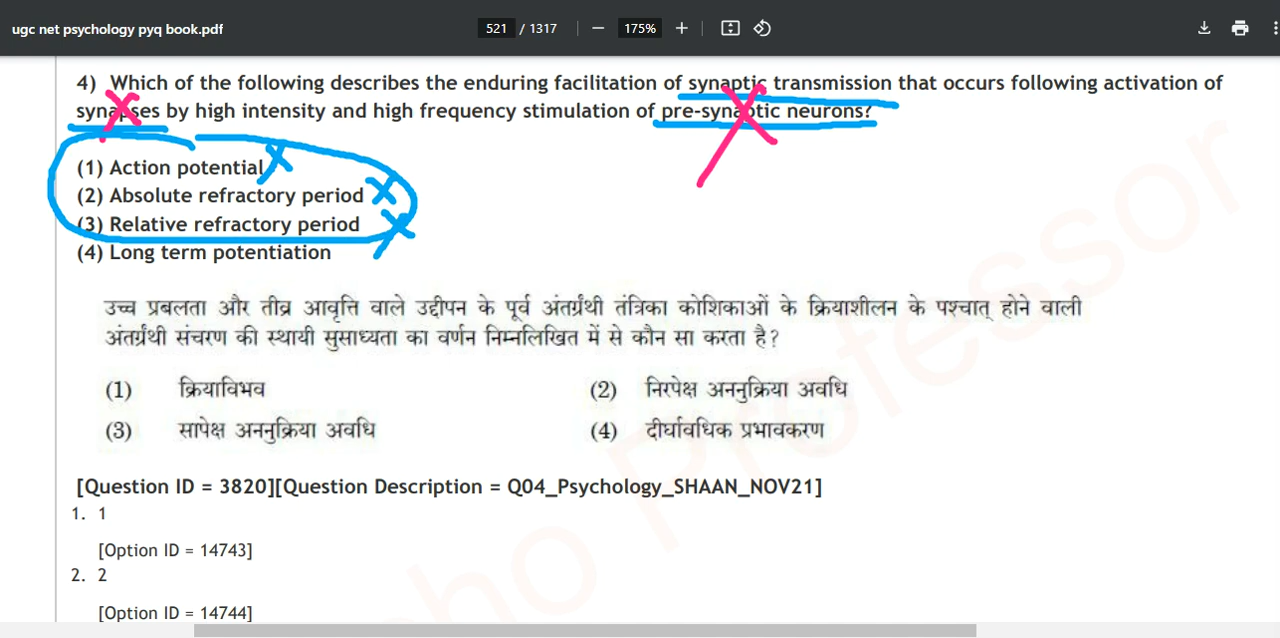 ugc net psychology pyq book.pdf
521 / 1317
175%
4) Which of the following describes the enduring facilitation of synaptic transmission that occurs following activation of
synapses by high intensity and high frequency stimulation of pre-synaptic neurons?
(1) Action potential
(2) Absolute refractory period
(3) Relative refractory period
(4) Long term potentiation
उच्च प्रबलता और तीव्र आवृत्ति वाले उद्दीपन के पूर्व अंतर्ग्रंथी तंत्रिका कोशिकाओं के क्रियाशीलन के पश्चात् होने वाली
अंतर्ग्रंथी संचरण की स्थायी सुसाध्यता का वर्णन निम्नलिखित में से कौन सा करता है?
(1) क्रियाविभव (2) निरपेक्ष अननुक्रिया अवधि
(3) सापेक्ष अननुक्रिया अवधि (4) दीर्घावधिक प्रभावकरण
[Question ID = 3820][Question Description = Q04_Psychology_SHAAN_NOV21]
1. 1
[Option ID = 14743]
2. 2
[Option ID = 14744]
ho Professor